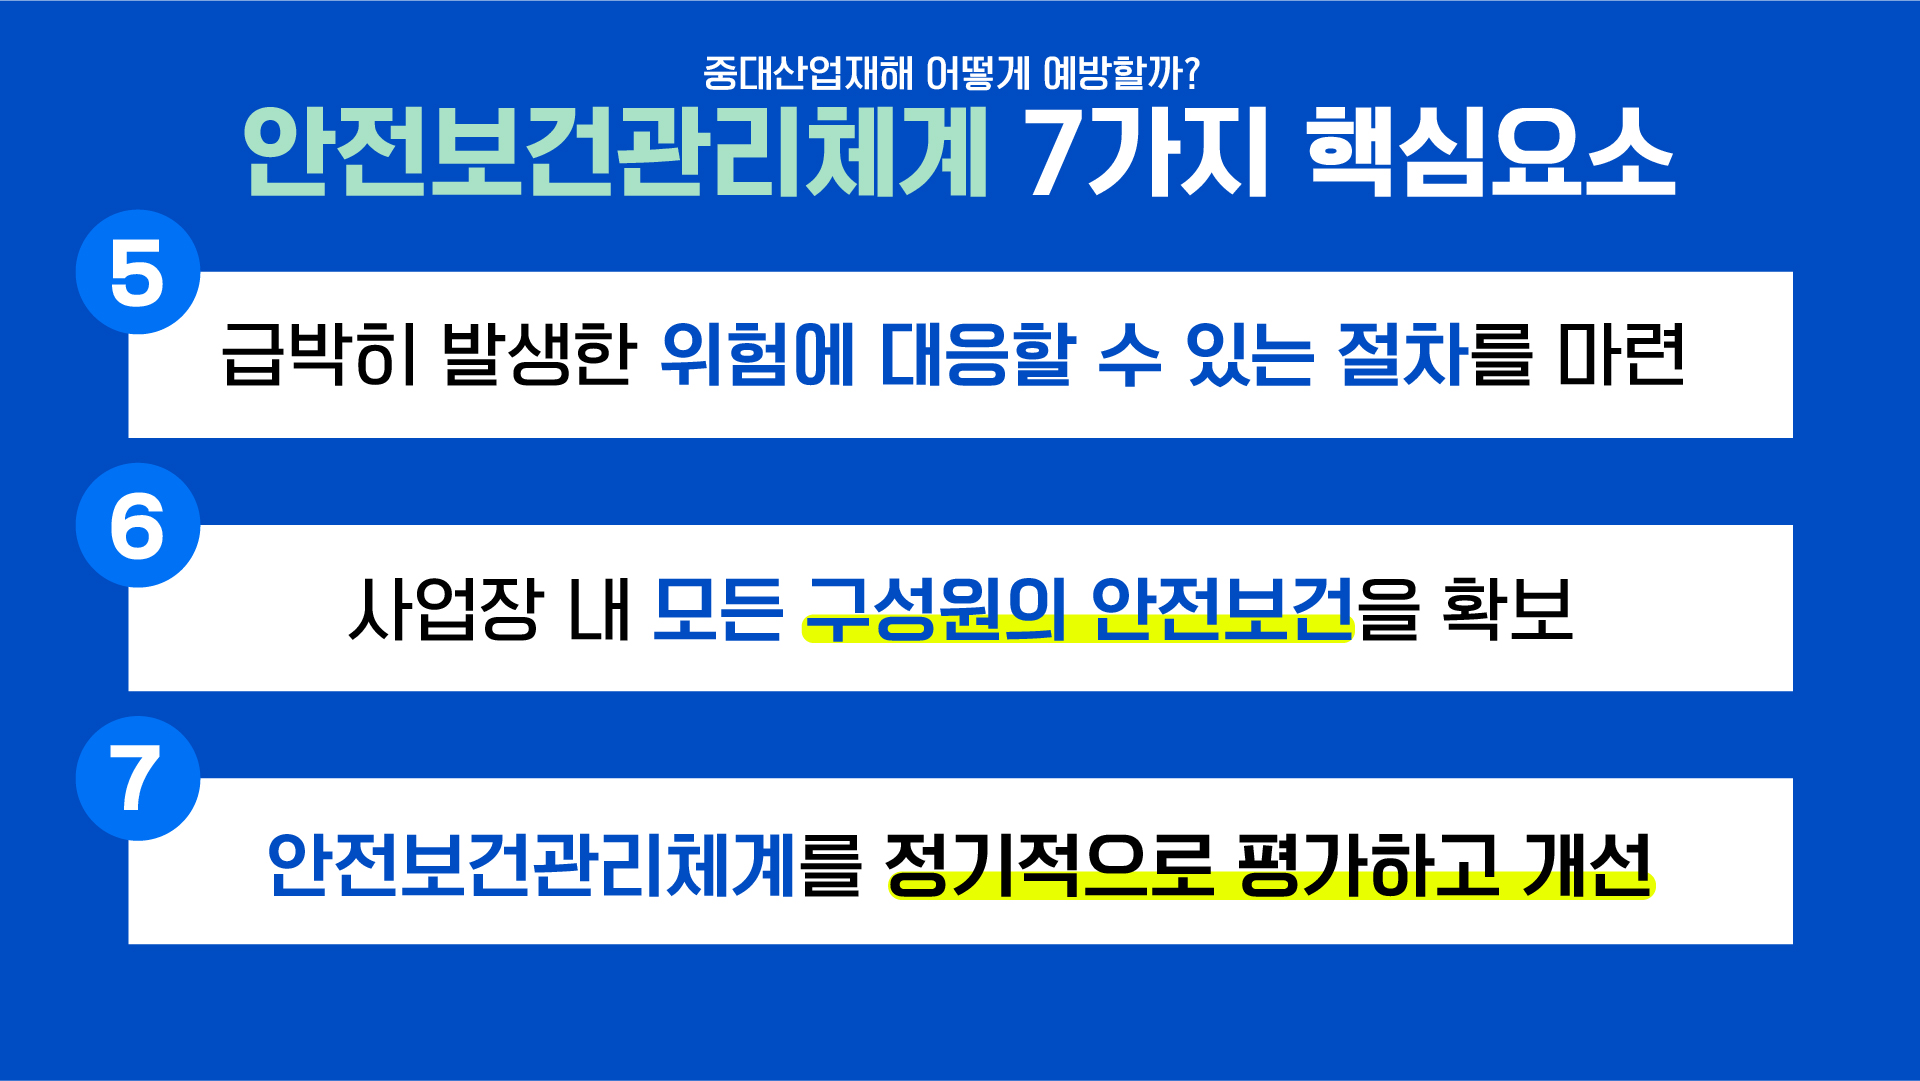 중대산업재해 어떻게 예방할까?
안전보건관리체계 7가지 핵심요소
5
급박히 발생한 위험에 대응할 수 있는 절차를 마련
6
사업장 내 모든 구성원의 안전보건을 확보
7
안전보건관리체계를 정기적으로 평가하고 개선